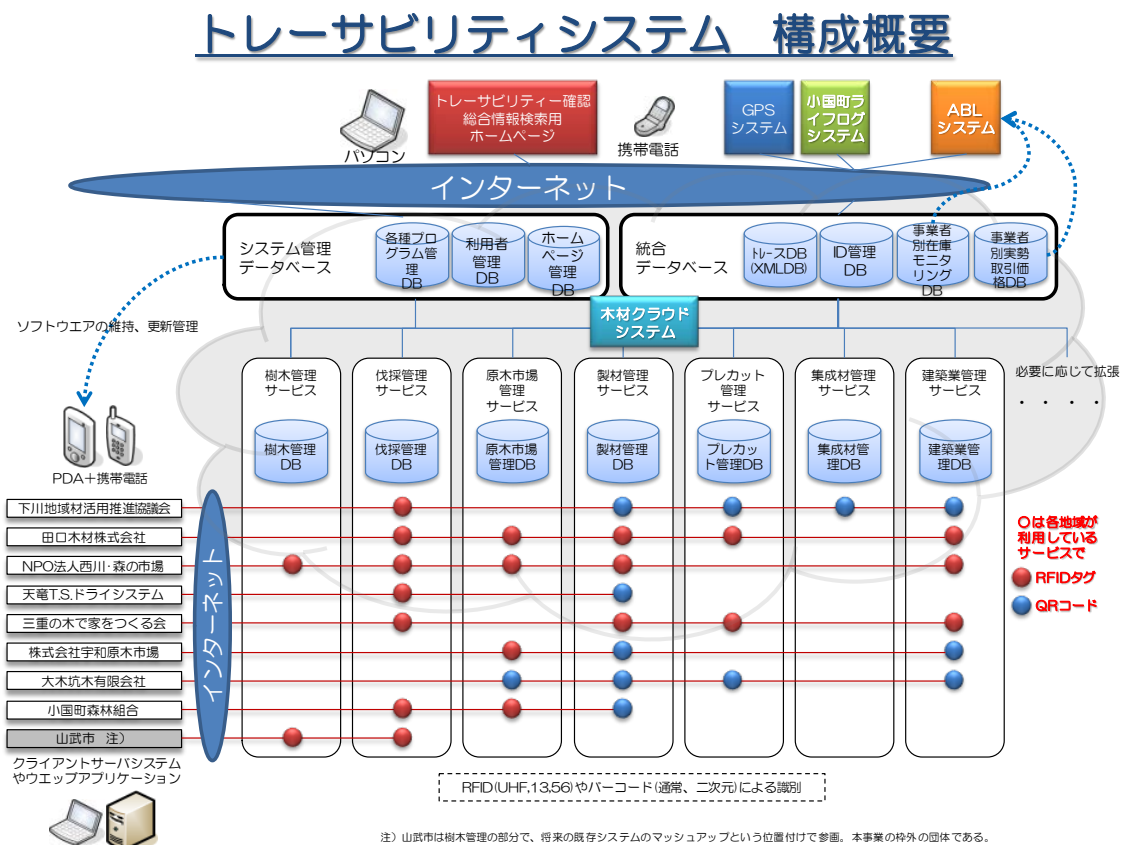 トレーサビリティシステム 構成概要
パソコン
トレーサビリティー確認
総合情報検索用
ホームページ
携帯電話
GPS
システム
小国町ラ
イフログ
システム
ABL
システム
インターネット
システム管理
データベース
各種プロ
グラム管
理
DB
利用者
管理
DB
ホーム
ページ
管理
DB
統合
データベース
トレースDB
(XMLDB)
ID管理
DB
事業者
別在庫
モニタ
リング
DB
事業者
別実勢
取引価
格DB
木材クラウド
システム
ソフトウエアの維持、更新管理
樹木管理
サービス
伐採管理
サービス
原木市場
管理
サービス
製材管理
サービス
プレカット
管理
サービス
集成材管理
サービス
建築業管理
サービス
必要に応じて拡張
・・・・
樹木管理
DB
伐採管理
DB
原木市場
管理DB
製材管理
DB
プレカッ
ト管理DB
集成材管
理DB
建築業管
理DB
PDA+携帯電話
インターネット
下川地域材活用推進協議会
田口木材株式会社
NPO法人西川・森の市場
天竜T.S.ドライシステム
三重の木で家をつくる会
株式会社宇和原木市場
大木坑木有限会社
小国町森林組合
山武市 注)
〇は各地域が
利用している
サービスで
RFIDタグ
QRコード
クライアントサーバシステム
やウエッブアプリケーション
RFID(UHF,13.56)やバーコード(通常、二次元)による識別
注)山武市は樹木管理の部分で、将来の既存システムのマッシュアップという位置付けで参画。本事業の枠外の団体である。